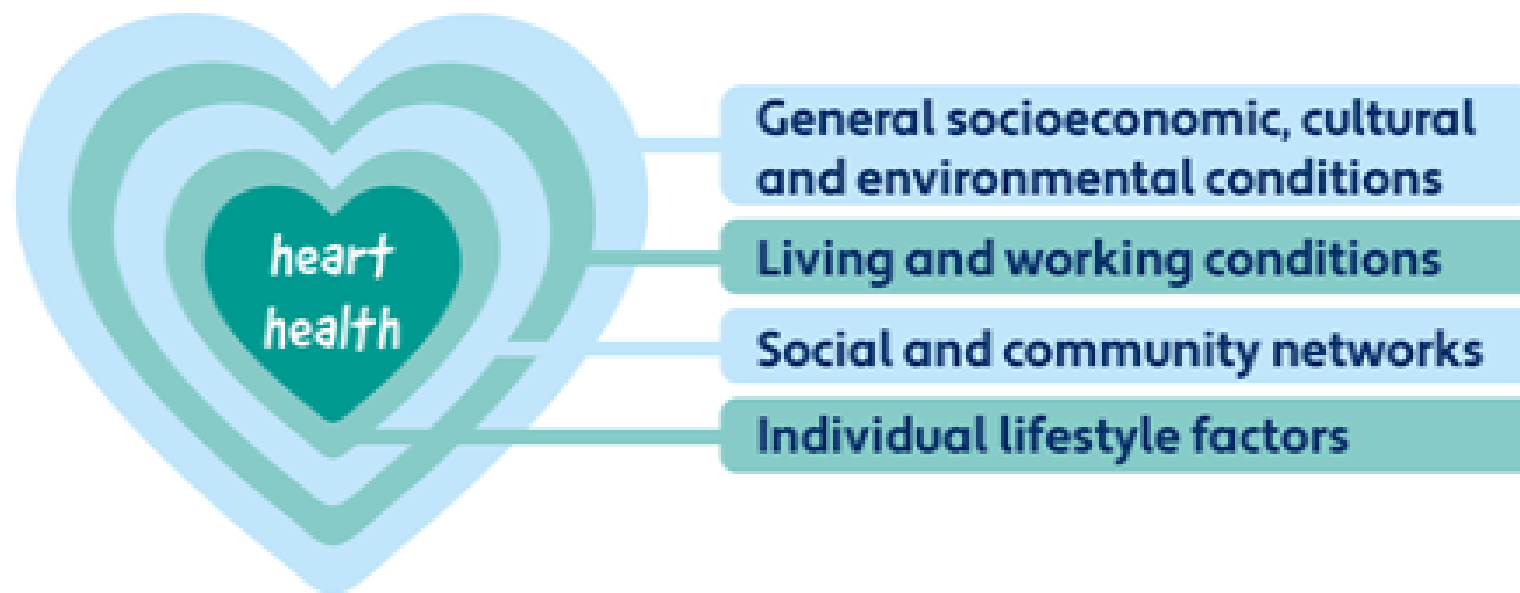 heart
health
General socioeconomic, cultural
and environmental conditions
Living and working conditions
Social and community networks
Individual lifestyle factors